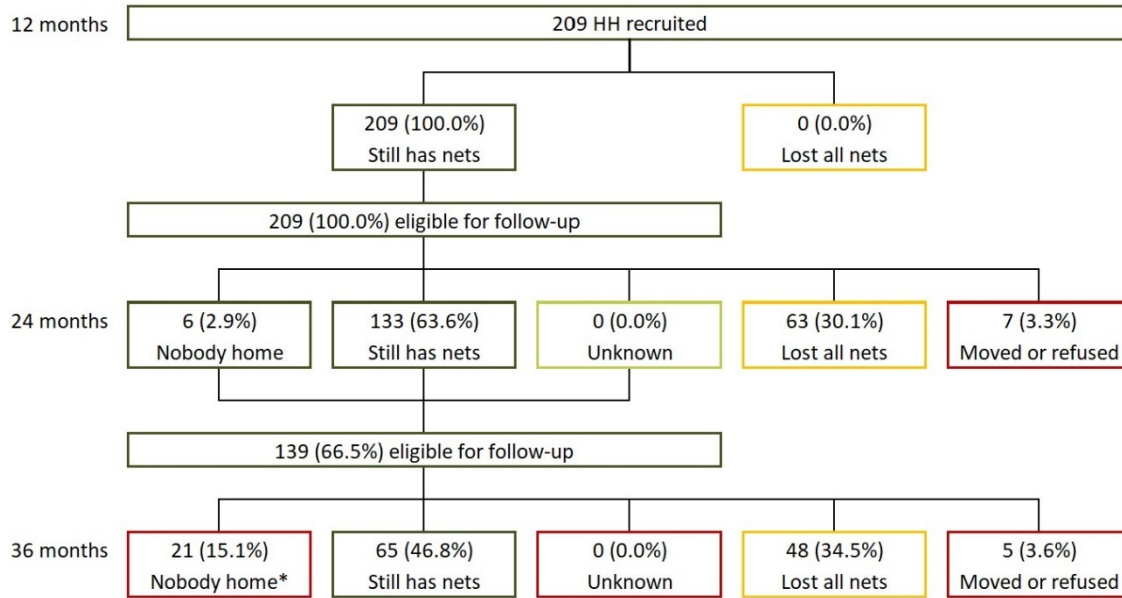 12 months
209 HH recruited
209 (100.0%)
Still has nets
0 (0.0%)
Lost all nets
209 (100.0%) eligible for follow-up
24 months
6 (2.9%)
Nobody home
133 (63.6%)
Still has nets
0 (0.0%)
Unknown
63 (30.1%)
Lost all nets
7 (3.3%)
Moved or refused
139 (66.5%) eligible for follow-up
36 months
21 (15.1%)
Nobody home*
65 (46.8%)
Still has nets
0 (0.0%)
Unknown
48 (34.5%)
Lost all nets
5 (3.6%)
Moved or refused